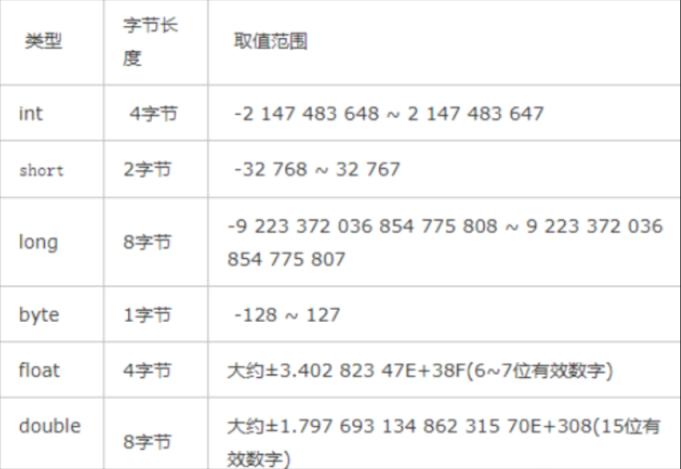 类型
字节长
度
取值范围
int
4字节
-2 147 483 648 ~ 2 147 483 647
short
2字节
-32 768 ~ 32 767
long
8字节
-9 223 372 036 854 775 808 ~ 9 223 372 036
854 775 807
byte
1字节
-128 ~ 127
float
4字节
大约±3.402 823 47E+38F(6~7位有效数字)
double
8字节
大约±1.797 693 134 862 315 70E+308(15位有
效数字)